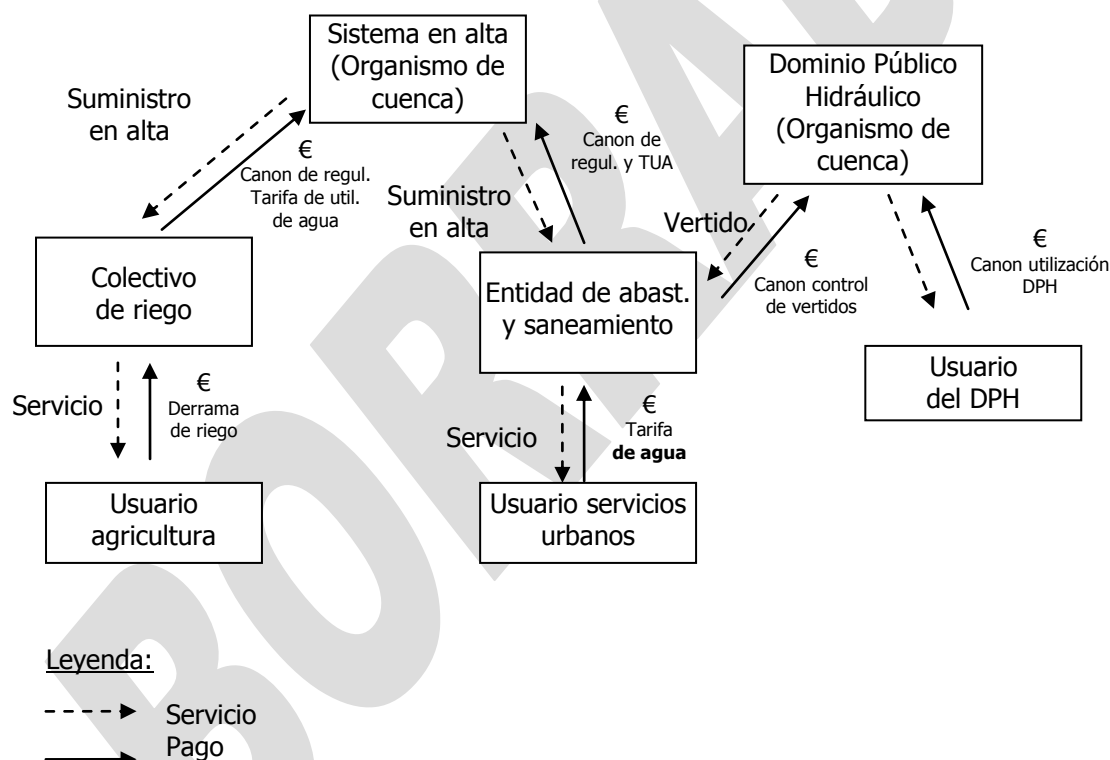 Sistema en alta
(Organismo de
cuenca)
Dominio Público
Hidráulico
(Organismo de
cuenca)
Suministro
en alta
€
Canon de regul.
Tarifa de util.
de agua
€
Canon de
regul. y TUA
Suministro
en alta
Vertido
€
Canon control
de vertidos
€
Canon utilización
DPH
Colectivo
de riego
Entidad de abast.
y saneamiento
Usuario
del DPH
Servicio
€
Derrama
de riego
Servicio
€
Tarifa
de agua
Usuario
agricultura
Usuario servicios
urbanos
Leyenda:
Servicio
Pago